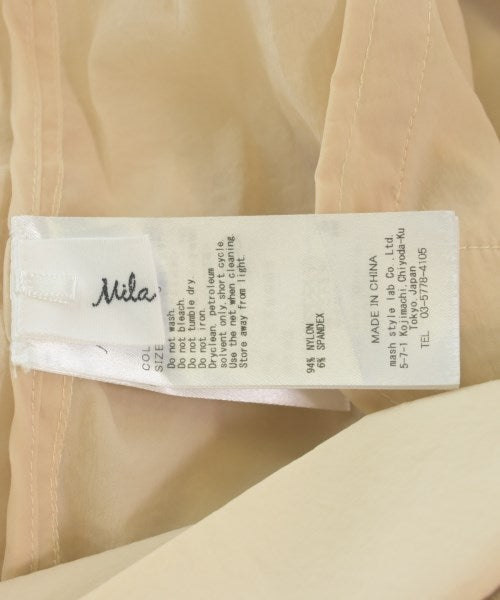 Mila
COL
SIZE
Do not wash.
Do not bleach.
Do not tumble dry.
Do not iron.
Dryclean, petroleum
solvent only short cycle.
Use the net when cleaning.
Store away from light.
94% NYLON
6% SPANDEX
MADE IN CHINA
mash style lab Co., Ltd.
5-7-1 Kojimachi, Chiyoda-Ku
Tokyo, Japan
TEL 03-5778-4105